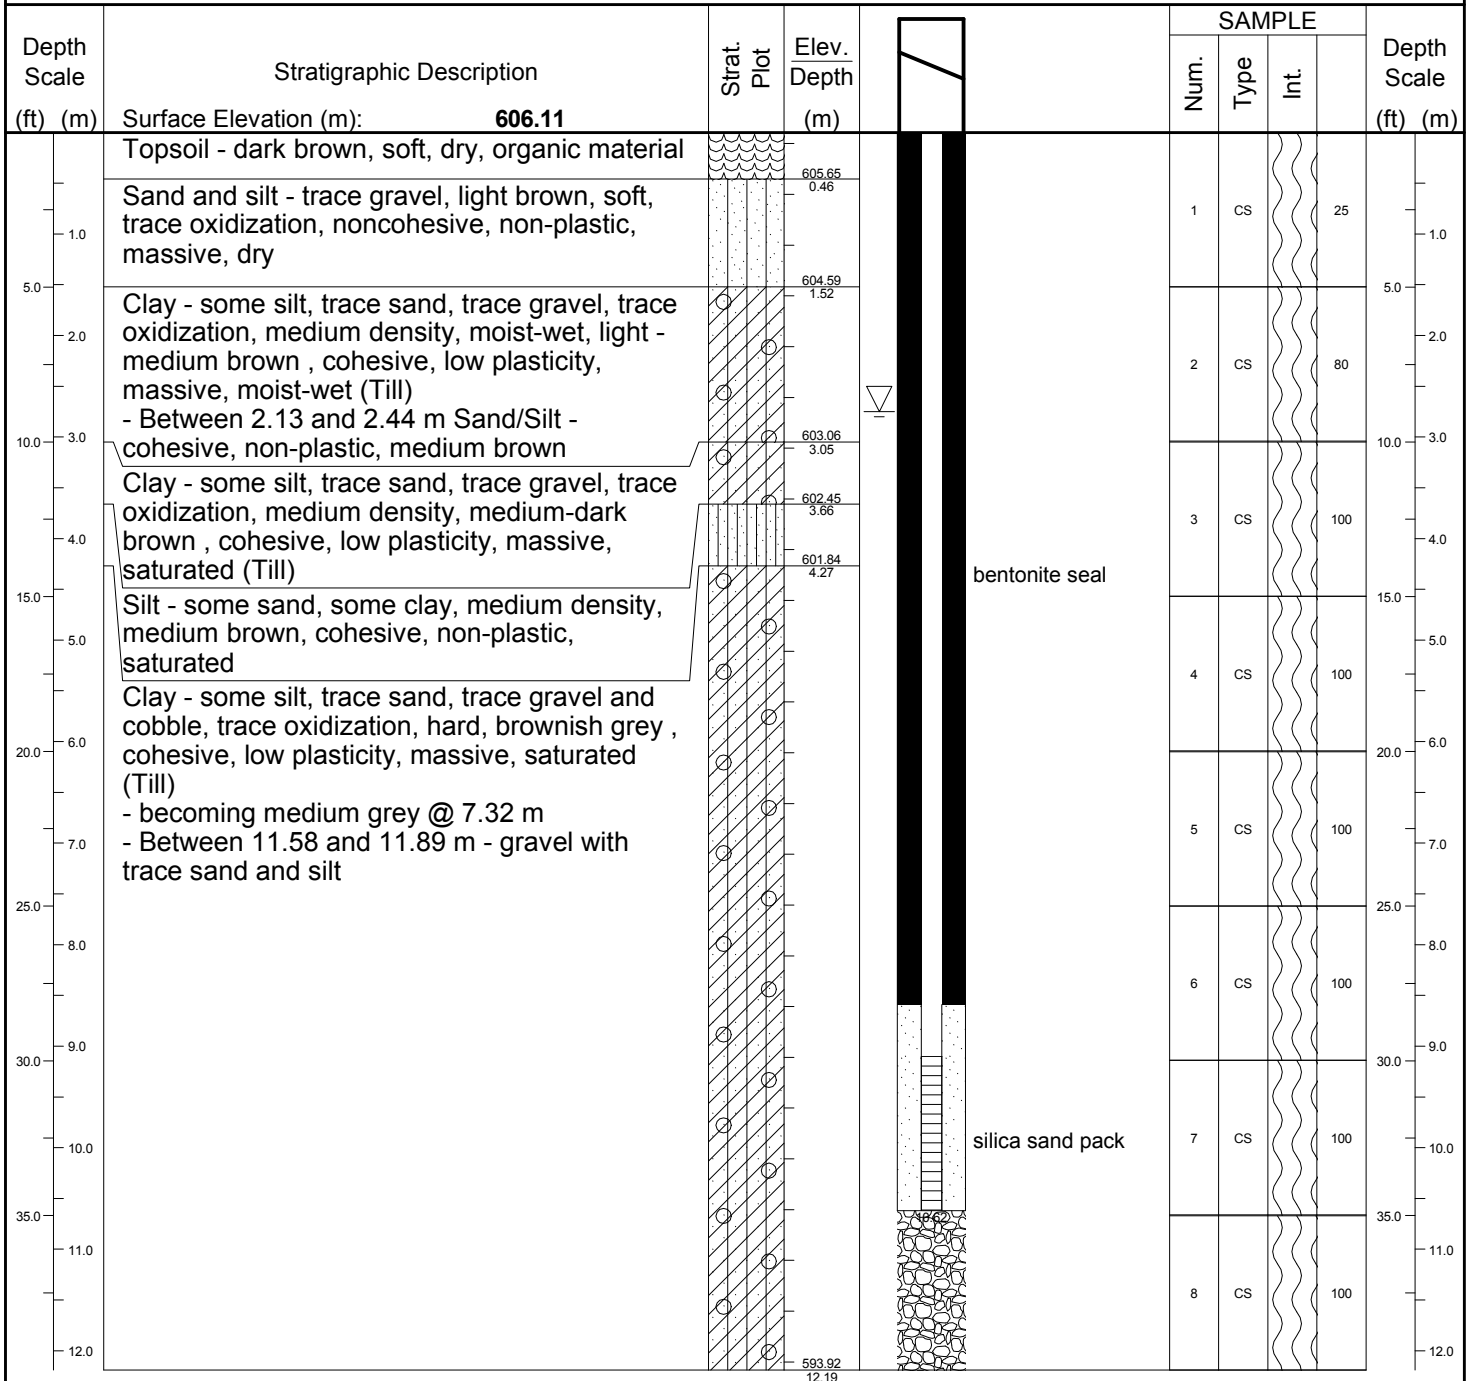 SAMPLE
Depth Scale
Stratigraphic Description
Strat. Plot
Elev. Depth
Num.
Type
Int.
Depth Scale
(ft) (m)
Surface Elevation (m): 606.11
(m)
(ft) (m)
Topsoil - dark brown, soft, dry, organic material
605.65
0.46
Sand and silt - trace gravel, light brown, soft,
trace oxidization, noncohesive, non-plastic,
massive, dry
604.59
1.52
Clay - some silt, trace sand, trace gravel, trace
oxidization, medium density, moist-wet, light -
medium brown , cohesive, low plasticity,
massive, moist-wet (Till)
- Between 2.13 and 2.44 m Sand/Silt -
cohesive, non-plastic, medium brown
603.06
3.05
Clay - some silt, trace sand, trace gravel, trace
oxidization, medium density, medium-dark
brown , cohesive, low plasticity, massive,
saturated (Till)
602.45
3.66
Silt - some sand, some clay, medium density,
medium brown, cohesive, non-plastic,
saturated
601.84
4.27
Clay - some silt, trace sand, trace gravel and
cobble, trace oxidization, hard, brownish grey ,
cohesive, low plasticity, massive, saturated
(Till)
- becoming medium grey @ 7.32 m
- Between 11.58 and 11.89 m - gravel with
trace sand and silt
593.92
12.19
bentonite seal
silica sand pack
10.62
1 CS 25
2 CS 80
3 CS 100
4 CS 100
5 CS 100
6 CS 100
7 CS 100
8 CS 100
1.0
5.0
2.0
10.0
3.0
4.0
15.0
5.0
20.0
6.0
7.0
25.0
8.0
30.0
9.0
10.0
35.0
11.0
12.0
1.0
5.0
2.0
10.0
3.0
4.0
15.0
5.0
20.0
6.0
7.0
25.0
8.0
30.0
9.0
10.0
35.0
11.0
12.0